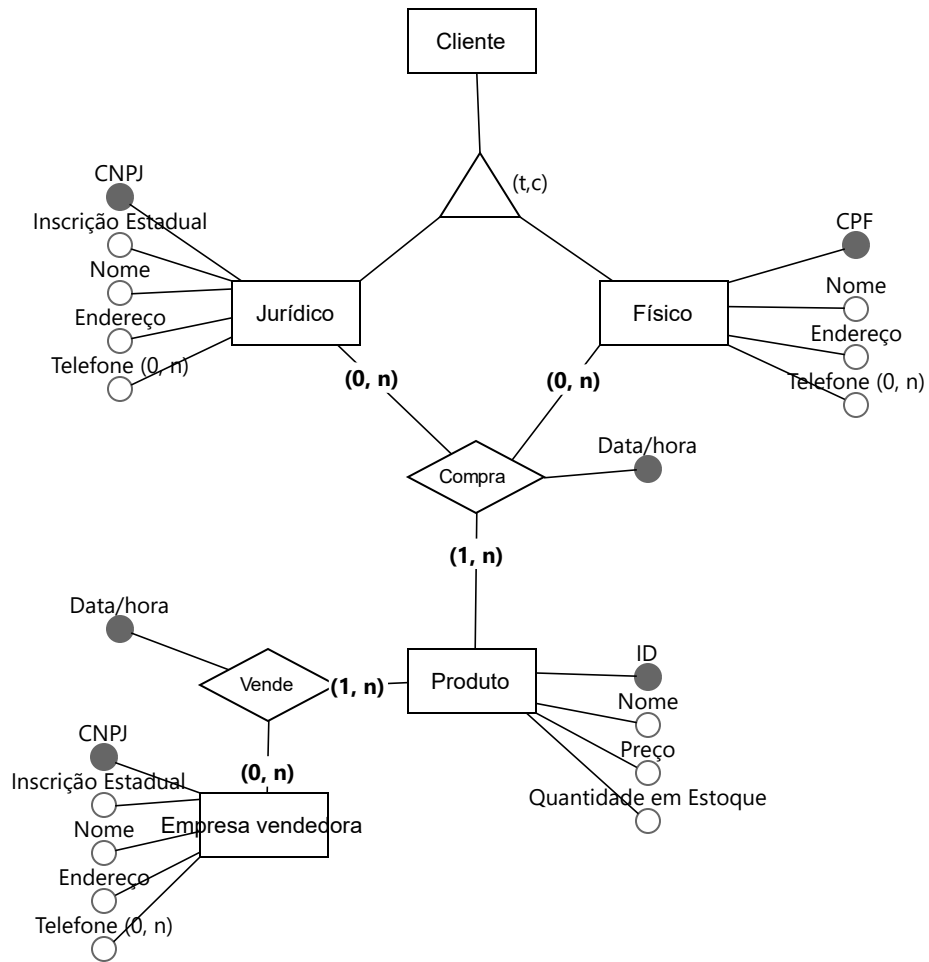 Cliente
(t,c)
CNPJ
Inscrição Estadual
Nome
Endereço
Telefone (0, n)
Jurídico
Físico
CPF
Nome
Endereço
Telefone (0, n)
(0, n)
(0, n)
Compra
Data/hora
(1, n)
Data/hora
Vende
(1, n)
Produto
ID
Nome
Preço
Quantidade em Estoque
(0, n)
CNPJ
Inscrição Estadual
Nome
Endereço
Telefone (0, n)
Empresa vendedora